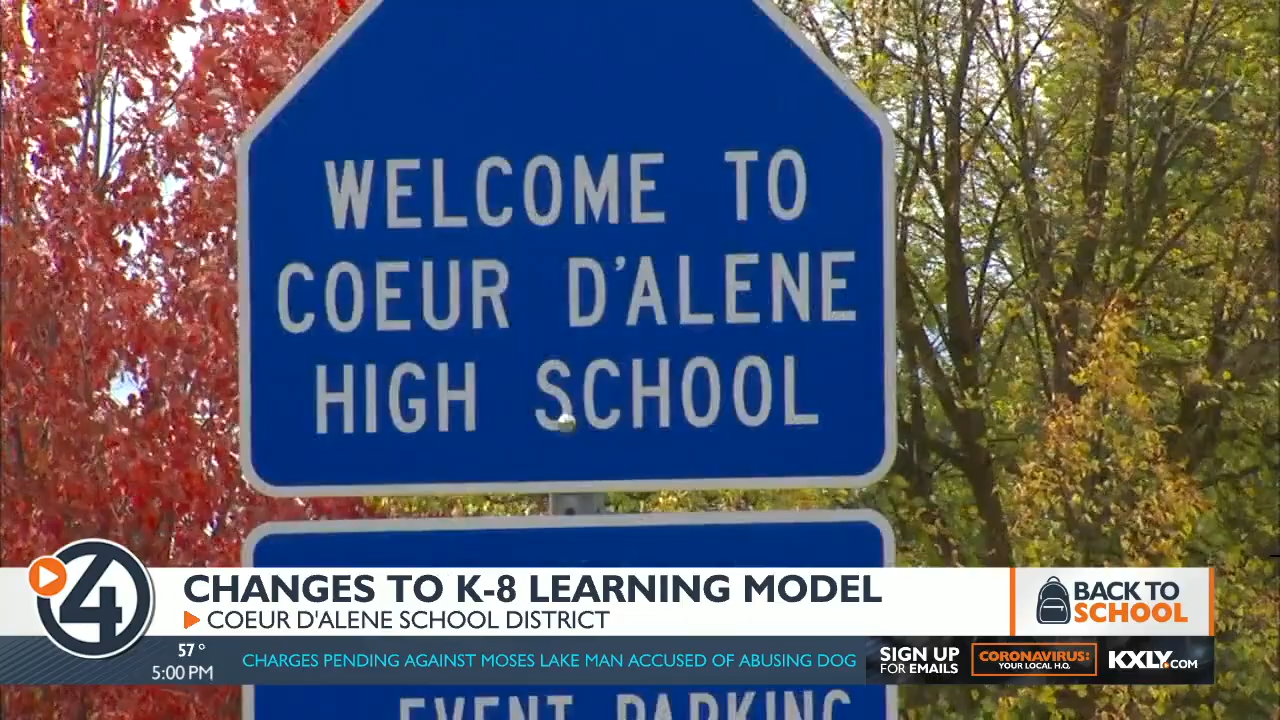 WELCOME TO
COEUR D'ALENE
HIGH SCHOOL
4
CHANGES TO K-8 LEARNING MODEL
COEUR D'ALENE SCHOOL DISTRICT
BACK TO
SCHOOL
57°
5:00 PM
CHARGES PENDING AGAINST MOSES LAKE MAN ACCUSED OF ABUSING DOG
SIGN UP
FOR EMAILS
CORONAVIRUS:
YOUR LOCAL H.Q.
KXLY.COM
EVENT PARKING